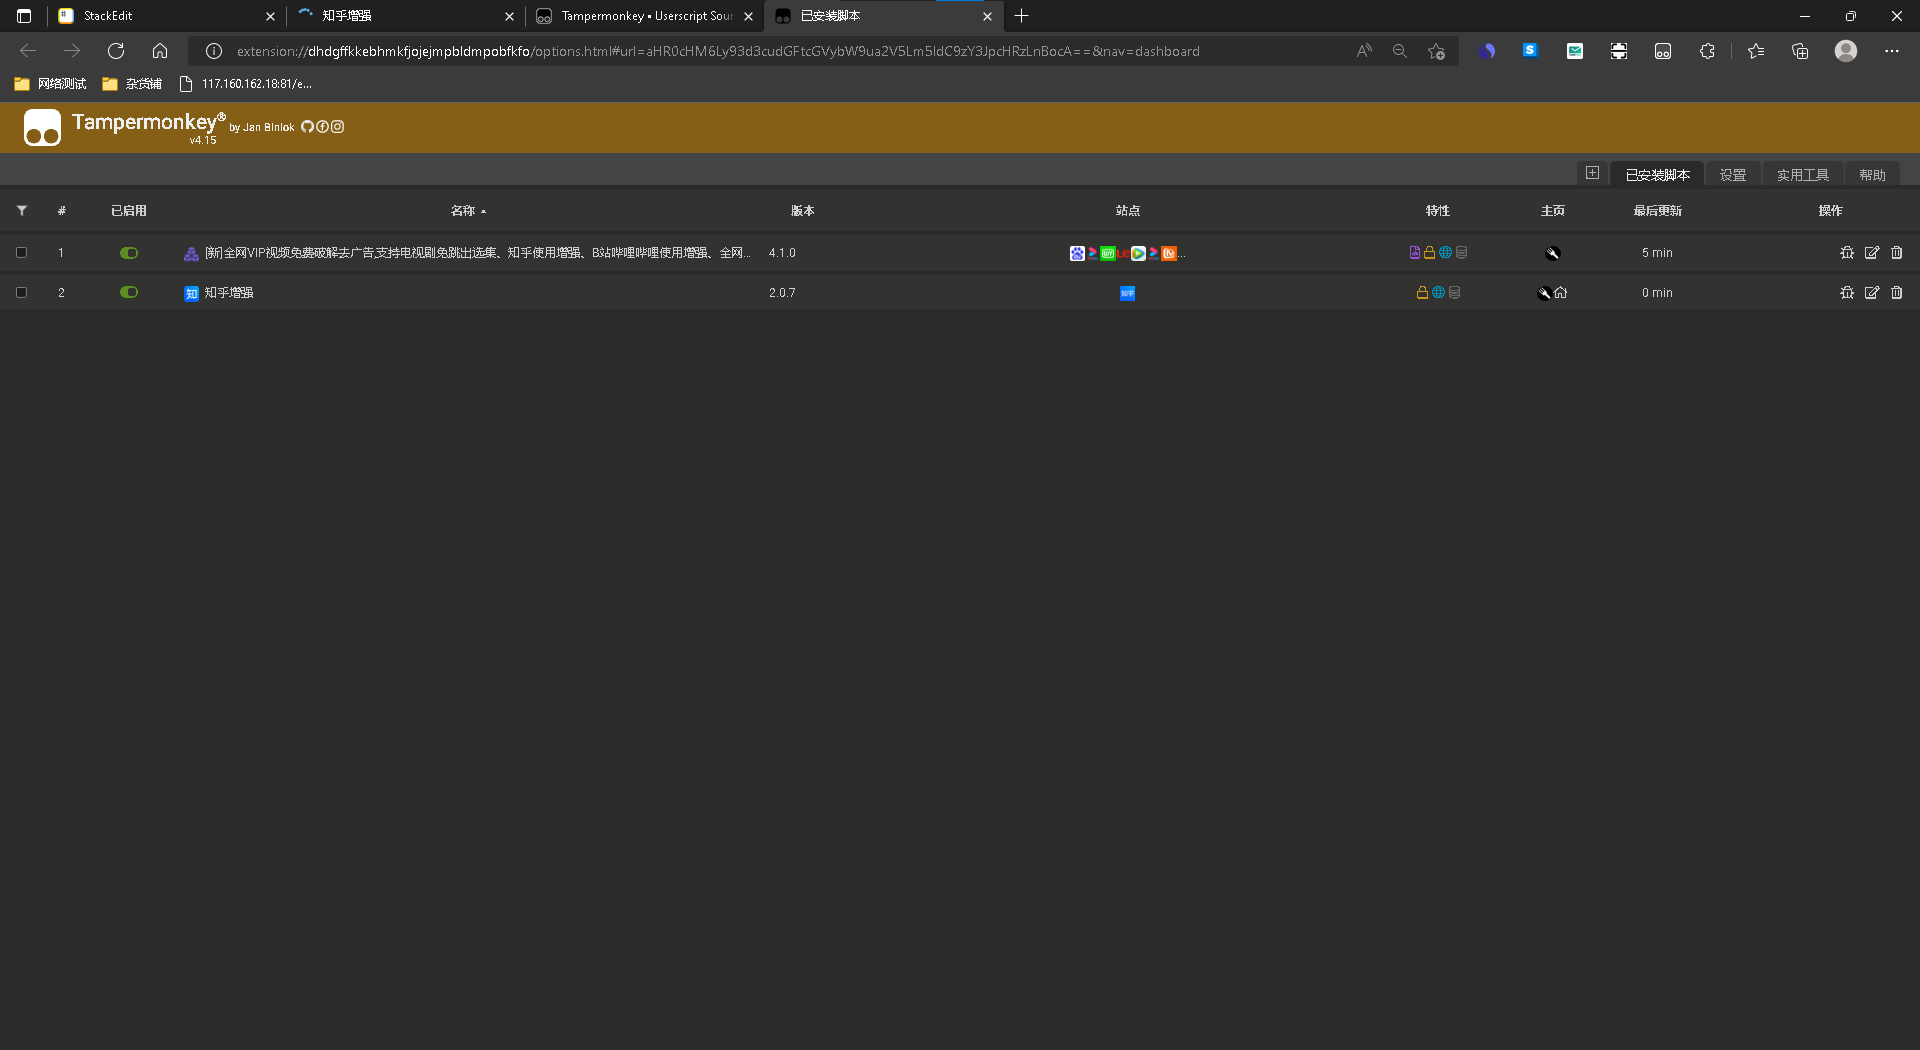 StackEdit
知乎增强
Tampermonkey • Userscript Sour
已安装脚本
extension://dhdgffkkebhmkfjojejmpbldmpobfkfo/options.html#url=aHR0cHM6Ly93d3cudGFtcGVybW9ua2V5Lm5ldC9zY3JpcHRzLnBocA==&nav=dashboard
网络测试
杂货铺
117.160.162.18:81/e...
Tampermonkey® by Jan Biniok
v4.15
已安装脚本
设置
实用工具
帮助
# 已启用 名称 版本 站点 特性 主页 最后更新 操作
1 [新]全网VIP视频免费破解去广告,支持电视剧免跳出选集、知乎使用增强、B站哔哩哔哩使用增强、全网... 4.1.0 ... 5 min
2 知 知乎增强 2.0.7 知乎 0 min